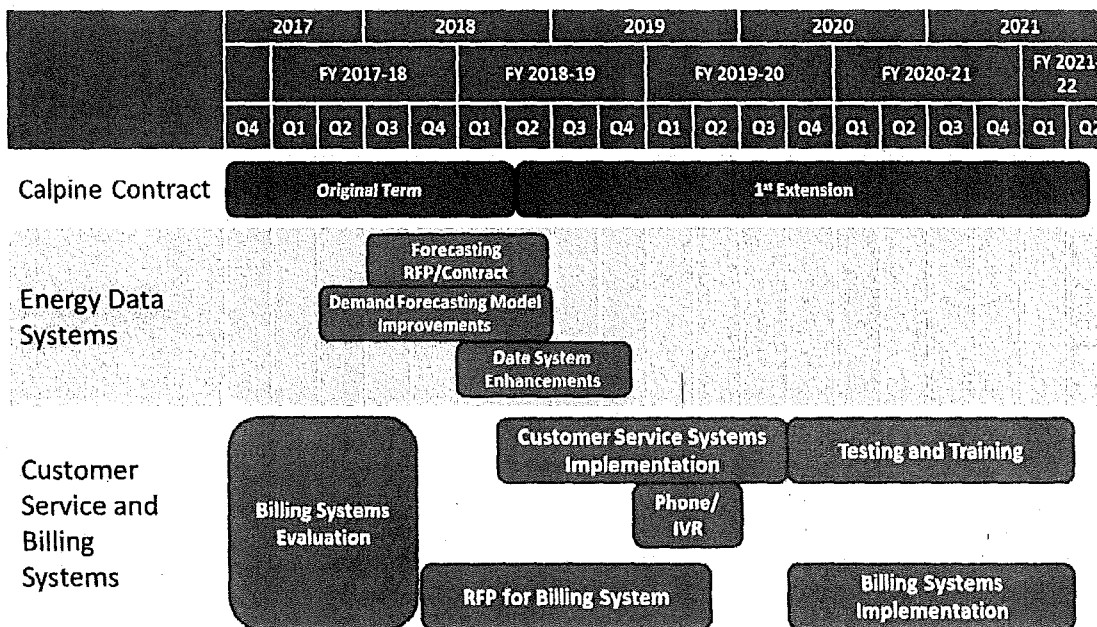 2017 2018 2019 2020 2021
FY 2017-18 FY 2018-19 FY 2019-20 FY 2020-21 FY 2021-
22
Q4 Q1 Q2 Q3 Q4 Q1 Q2 Q3 Q4 Q1 Q2 Q3 Q4 Q1 Q2 Q3 Q4 Q1 Q2
Calpine Contract
Original Term
1st Extension
Energy Data
Systems
Forecasting
RFP/Contract
Demand Forecasting Model
Improvements
Data System
Enhancements
Customer
Service and
Billing
Systems
Billing Systems
Evaluation
Customer Service Systems
Implementation
Testing and Training
Phone/
IVR
RFP for Billing System
Billing Systems
Implementation